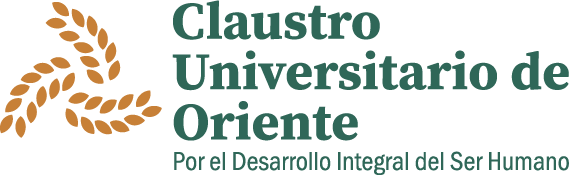 Claustro
Universitario de
Oriente
Por el Desarrollo Integral del Ser Humano